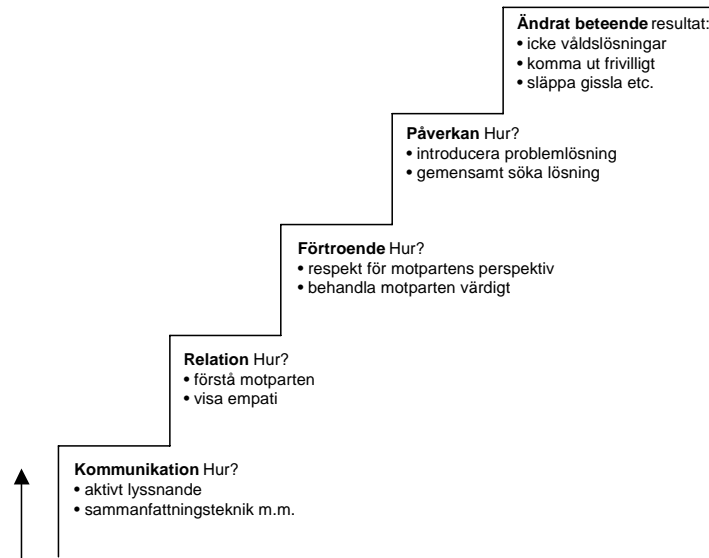 Ändrat beteende resultat:
• icke våldslösningar
• komma ut frivilligt
• släppa gissla etc.
Påverkan Hur?
• introducera problemlösning
• gemensamt söka lösning
Förtroende Hur?
• respekt för motpartens perspektiv
• behandla motparten värdigt
Relation Hur?
• förstå motparten
• visa empati
Kommunikation Hur?
• aktivt lyssnande
• sammanfattningsteknik m.m.